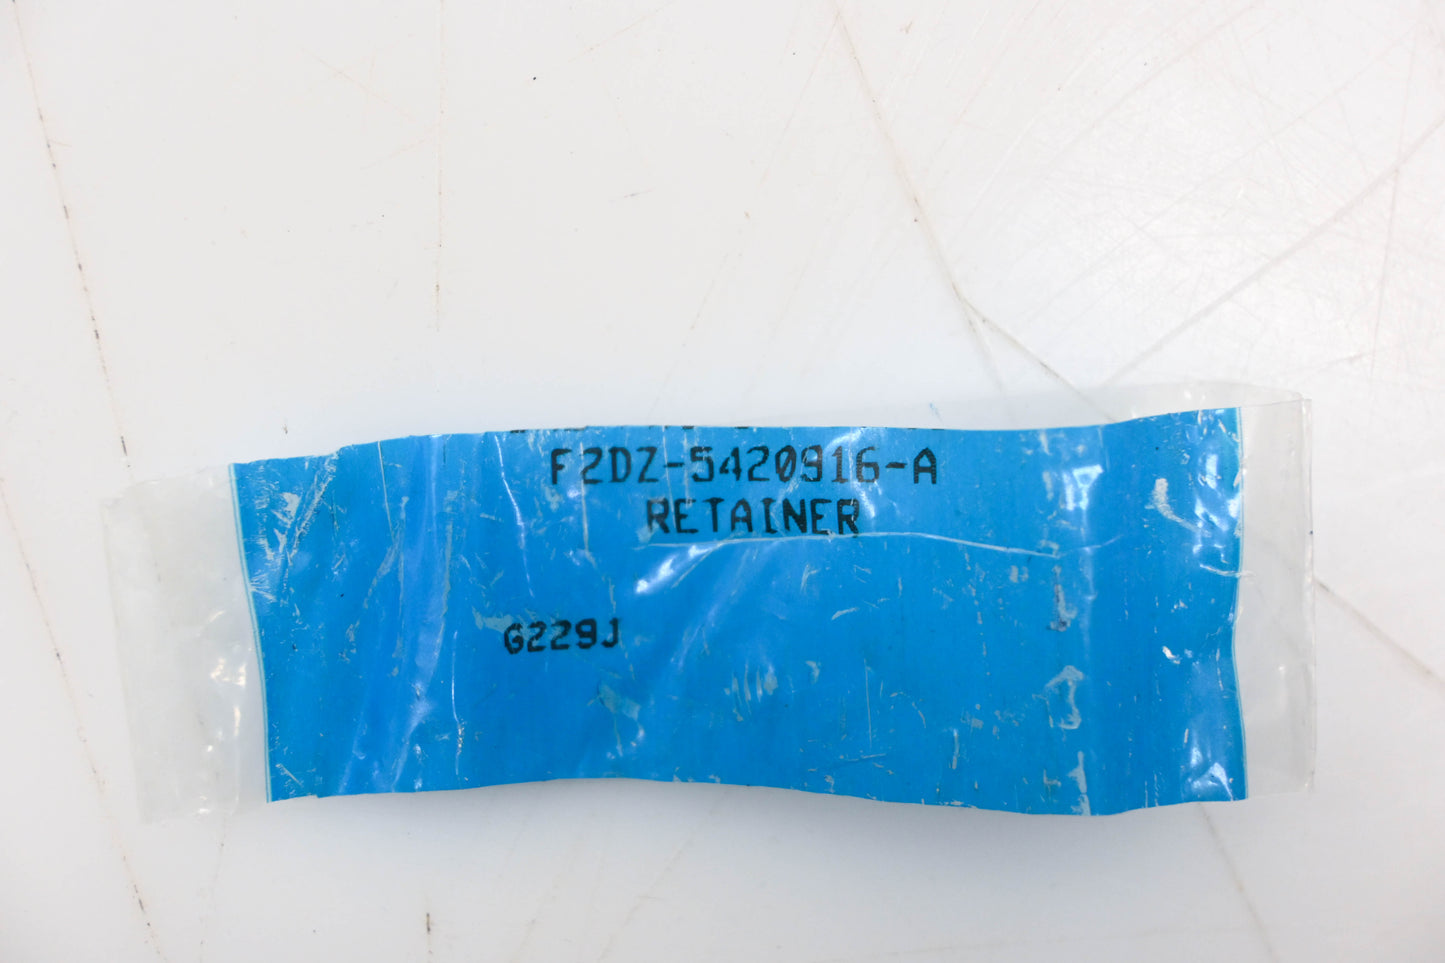 F2DZ-5420916-A
RETAINER
G229J